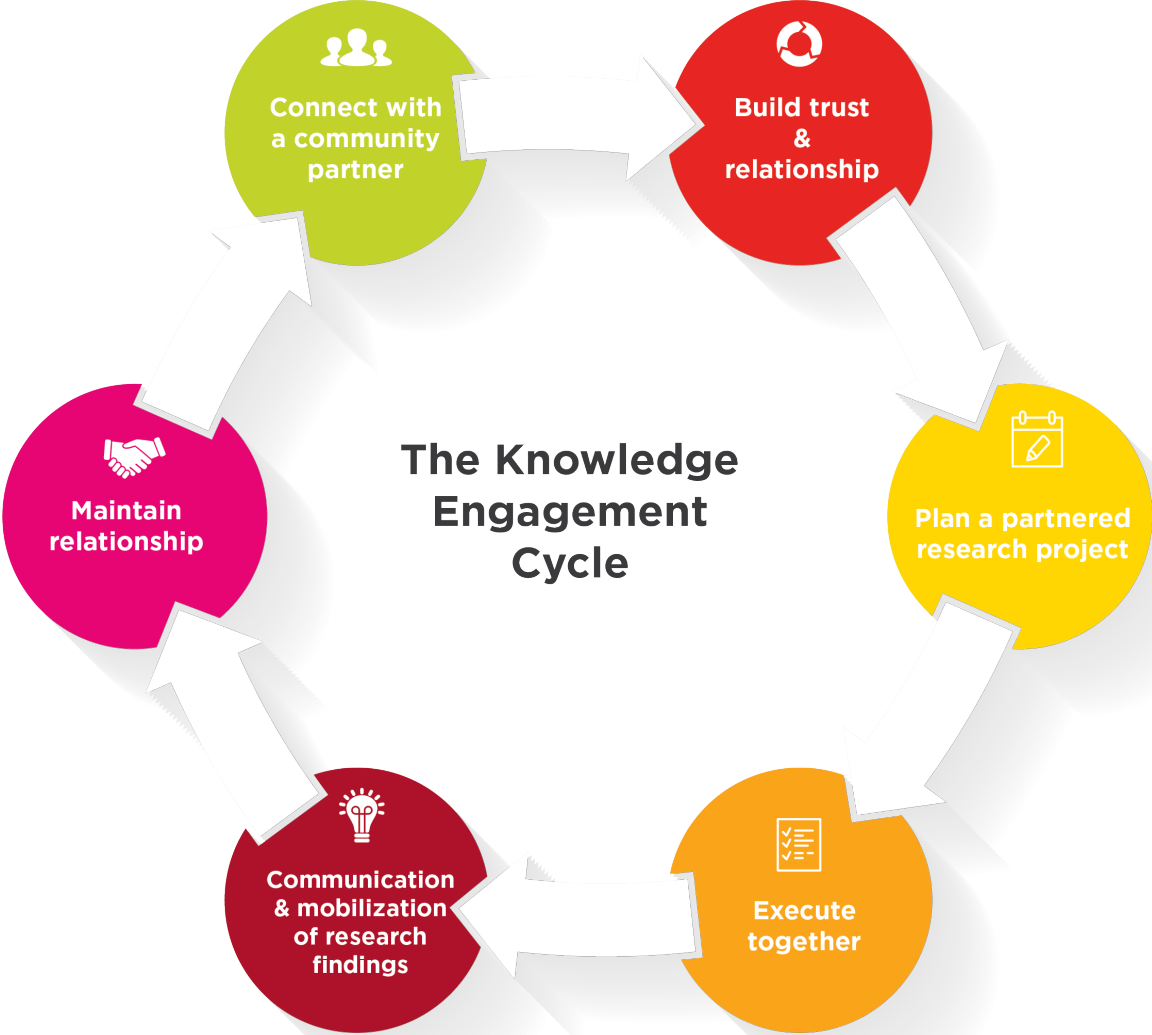 Connect with
a community
partner
Build trust
&
relationship
Plan a partnered
research project
Execute
together
Communication
& mobilization
of research
findings
Maintain
relationship
The Knowledge
Engagement
Cycle